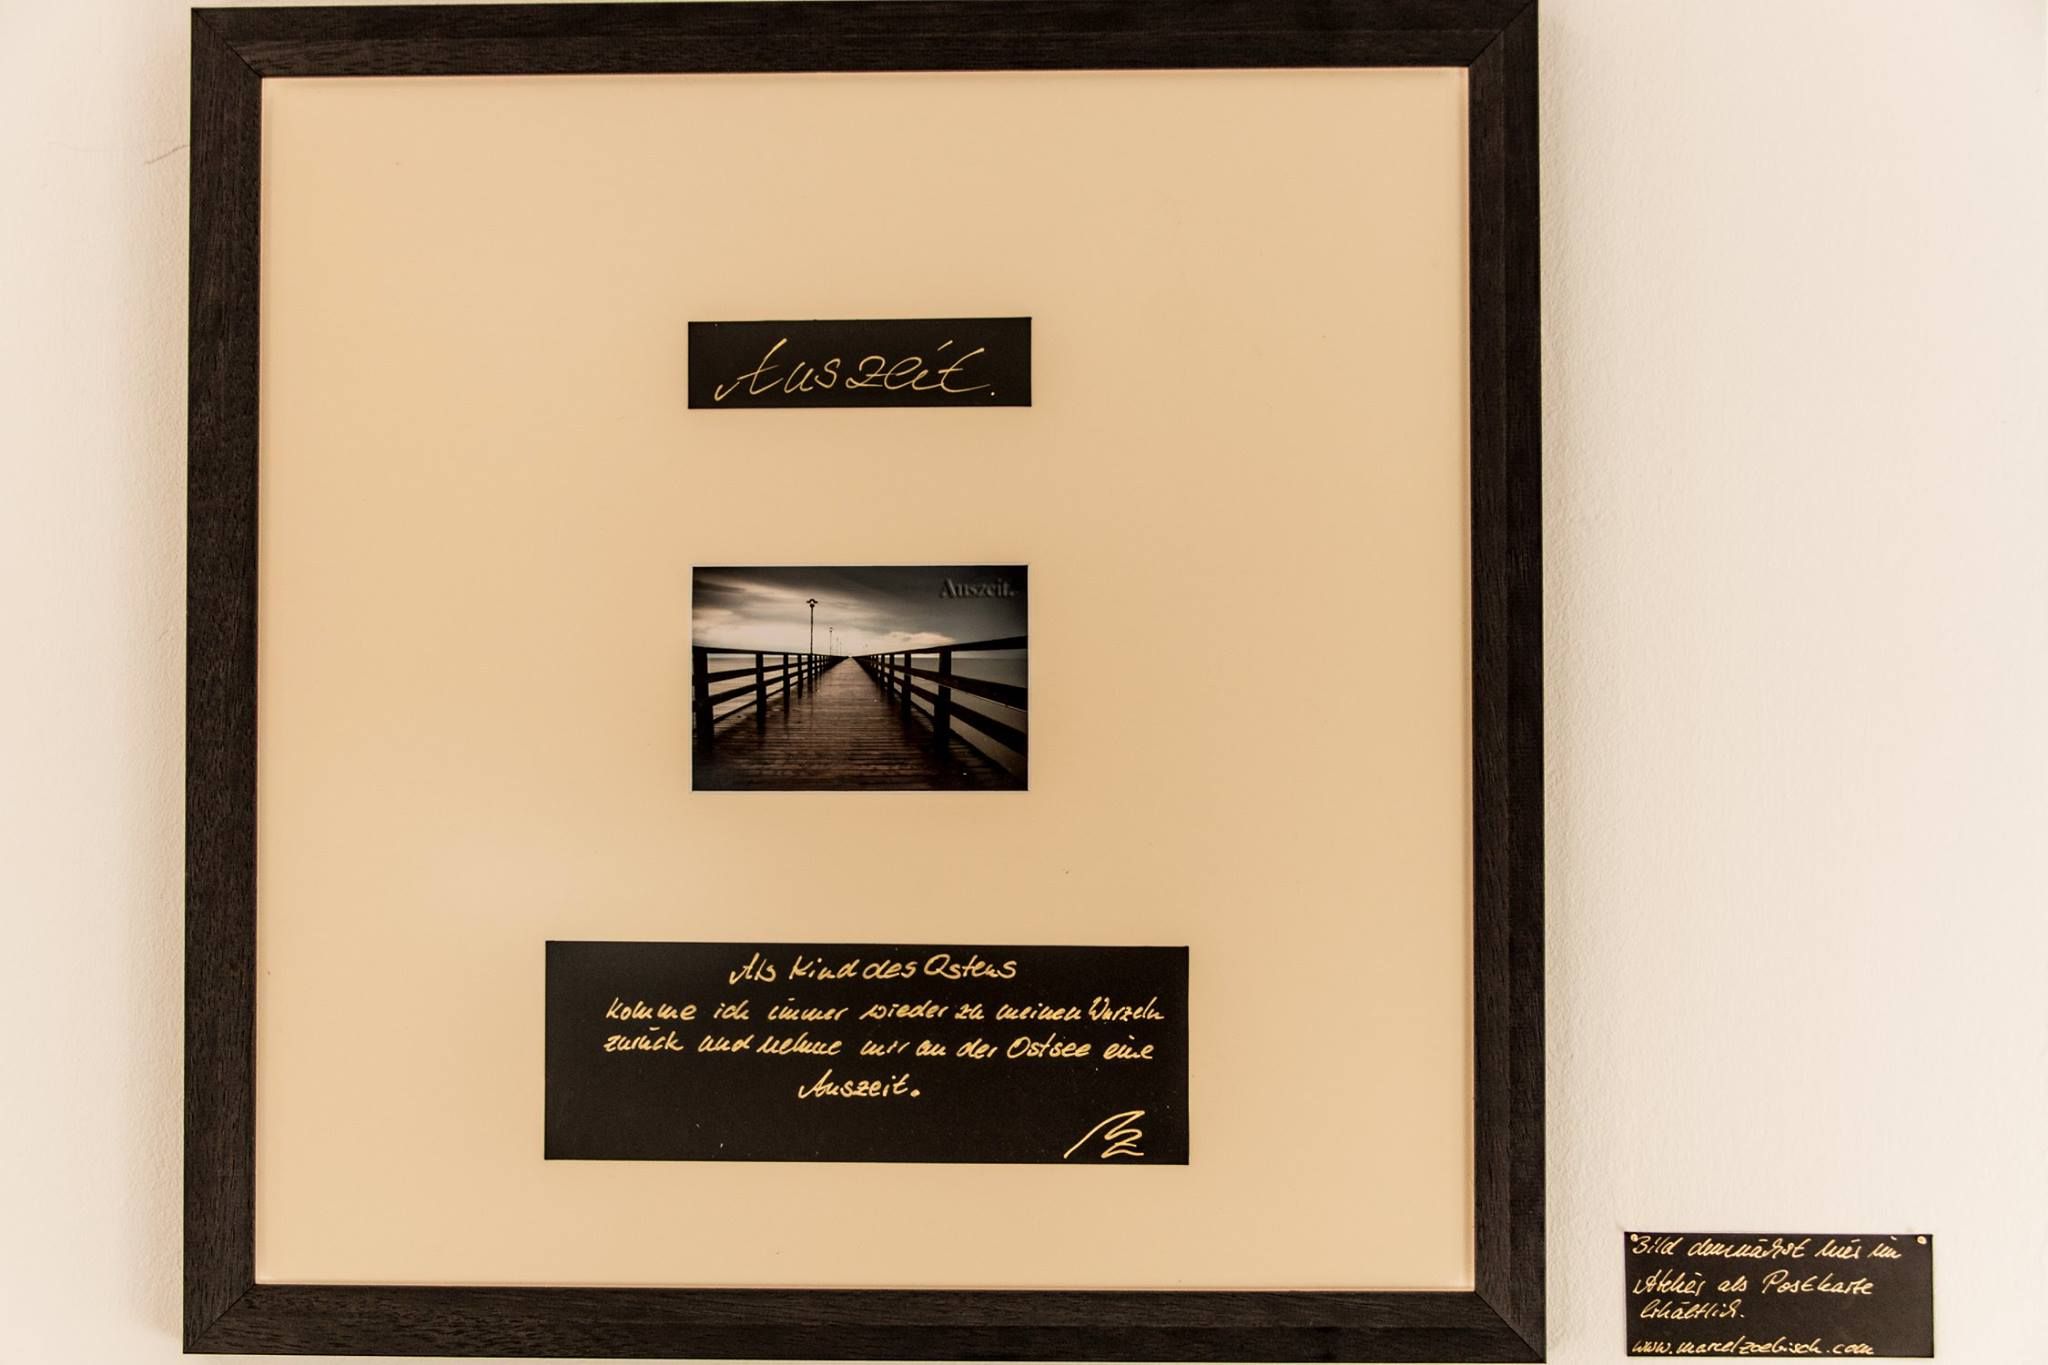 Auszeit.
Auszeit.
Als Kind des Ostens
komme ich immer wieder zu meinen Wurzeln
zurück und nehme mir an der Ostsee eine
Auszeit.
MZ
Bild demnächst hier im
Atelier als Postkarte
erhältlich.
www.marcelzoebisch.com